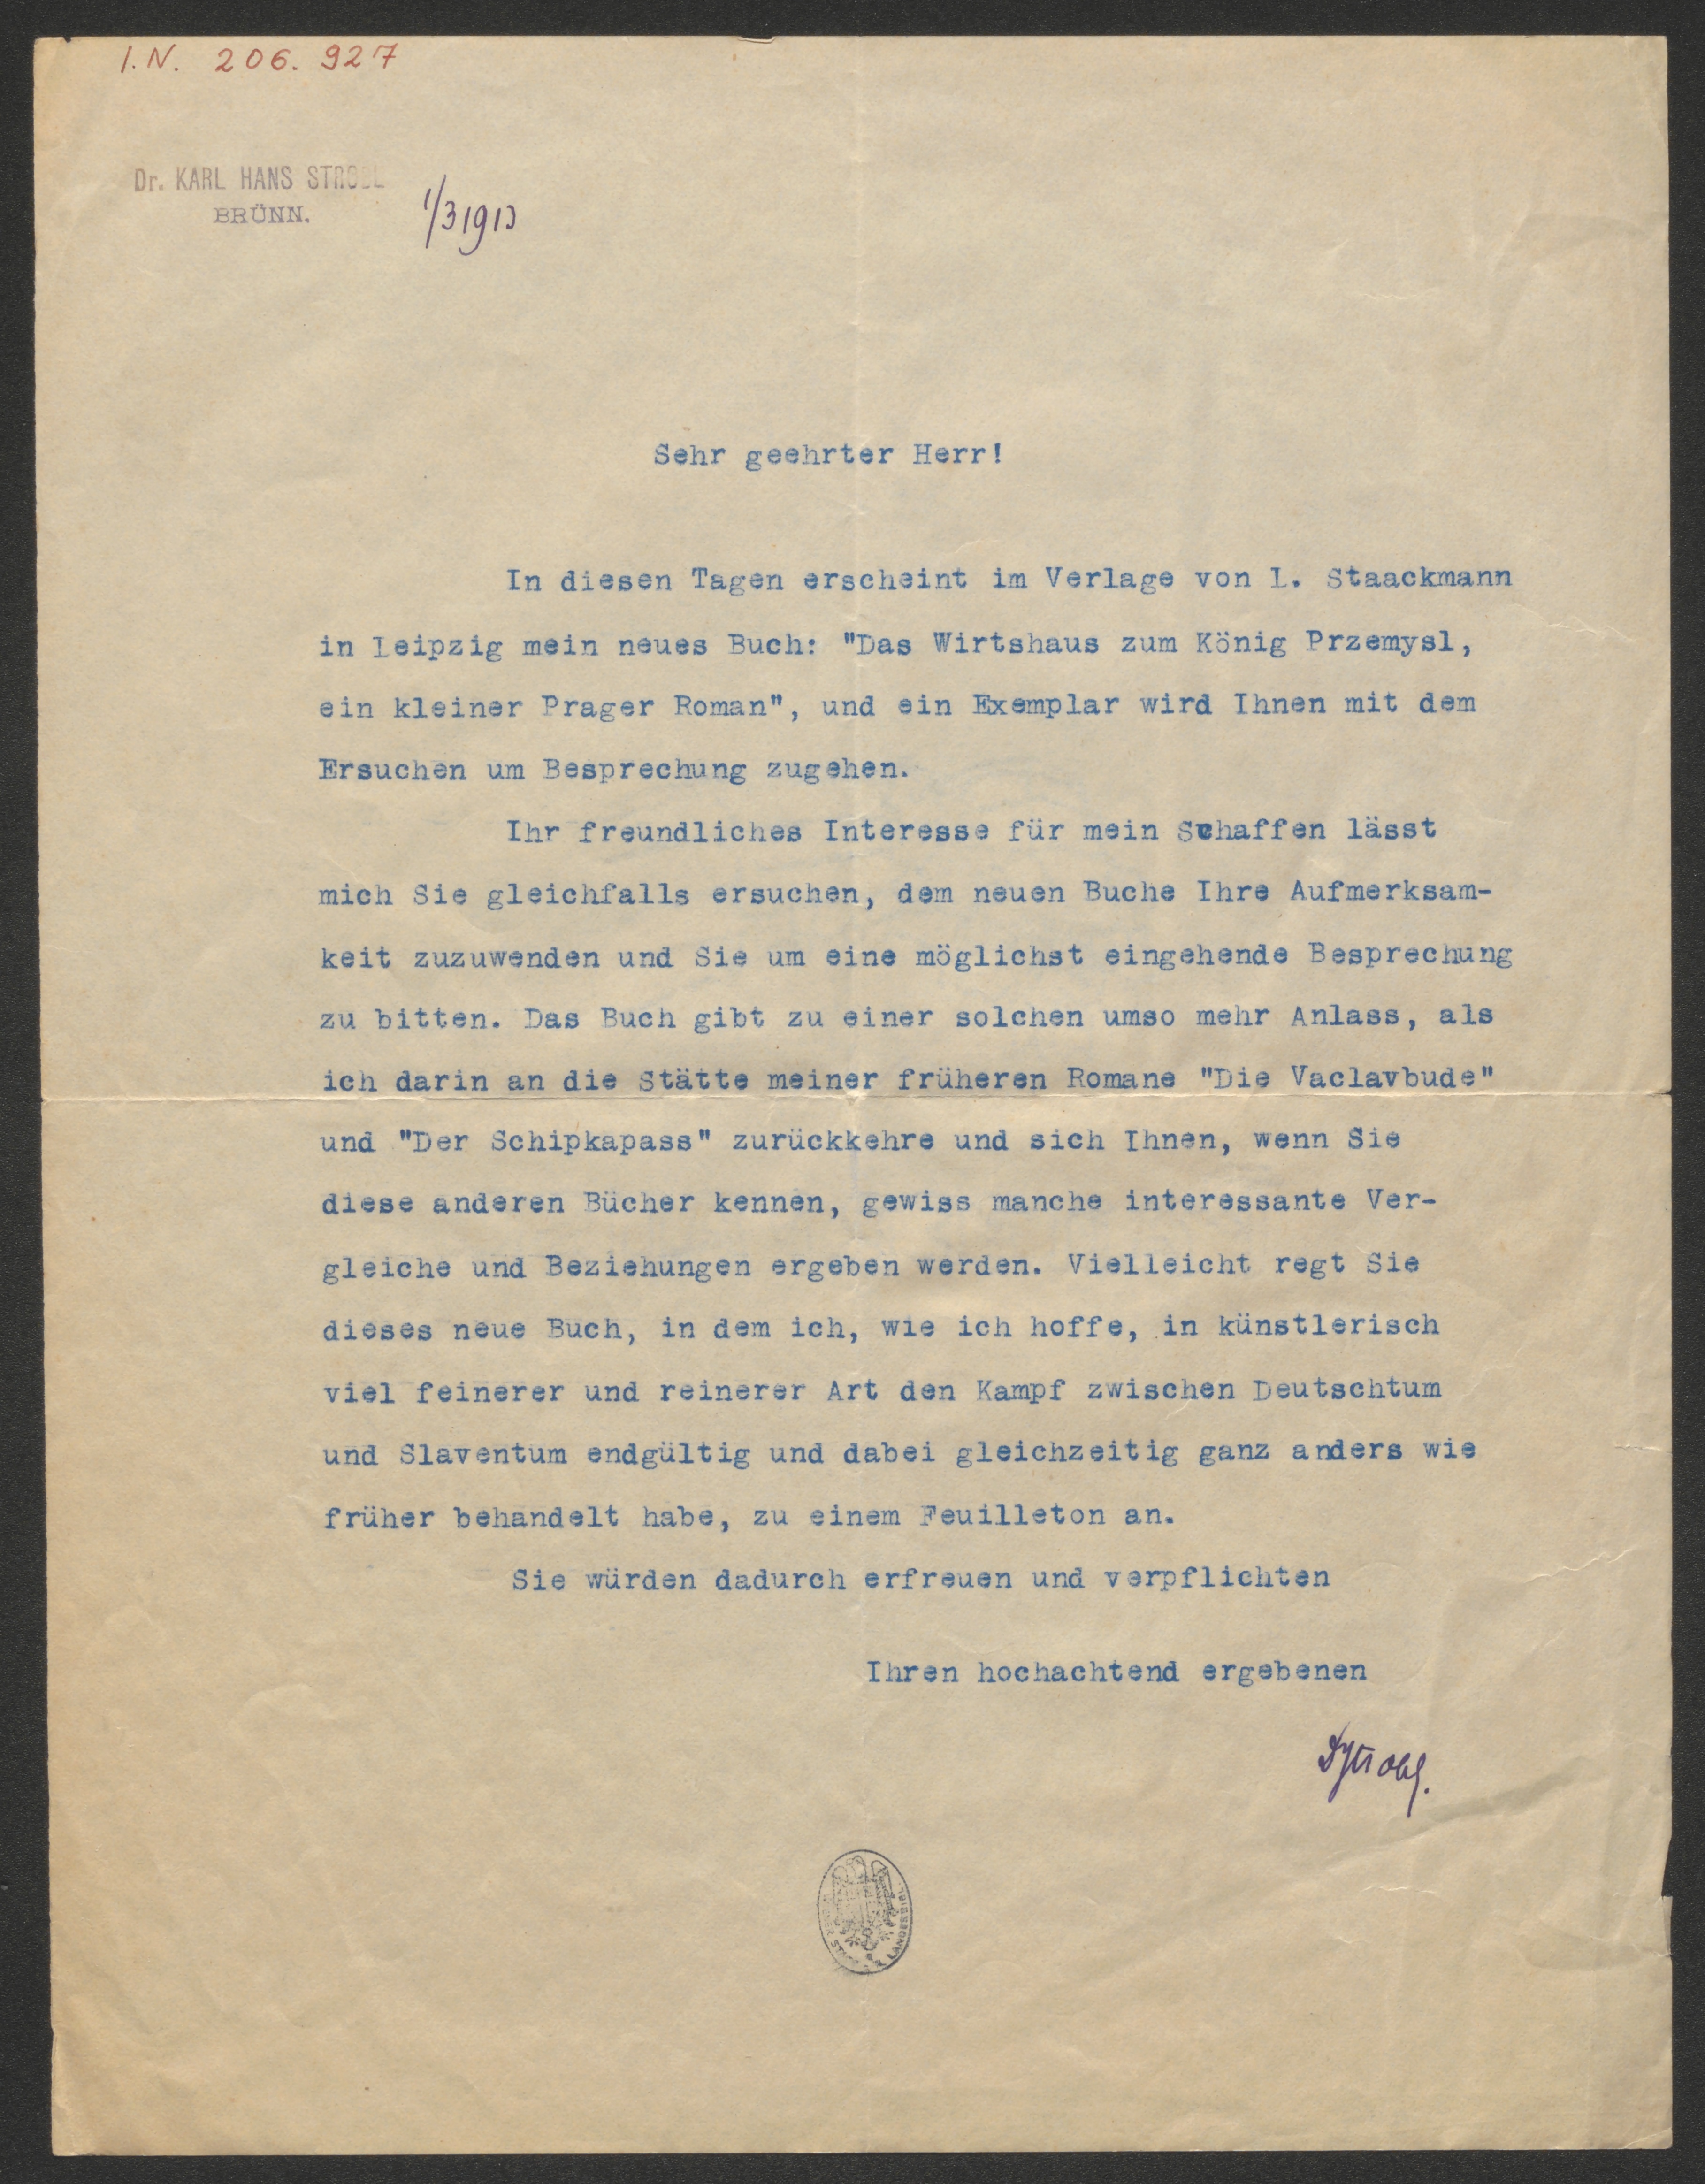 I.N. 206.927
Dr. KARL HANS STROBL
BRÜNN.
1/3 1913
Sehr geehrter Herr!
In diesen Tagen erscheint im Verlage von L. Staackmann
in Leipzig mein neues Buch: "Das Wirtshaus zum König Przemysl,
ein kleiner Prager Roman", und ein Exemplar wird Ihnen mit dem
Ersuchen um Besprechung zugehen.
Ihr freundliches Interesse für mein Schaffen lässt
mich Sie gleichfalls ersuchen, dem neuen Buche Ihre Aufmerksam-
keit zuzuwenden und Sie um eine möglichst eingehende Besprechung
zu bitten. Das Buch gibt zu einer solchen umso mehr Anlass, als
ich darin an die Stätte meiner früheren Romane "Die Vaclavbude"
und "Der Schipkapass" zurückkehre und sich Ihnen, wenn Sie
diese anderen Bücher kennen, gewiss manche interessante Ver-
gleiche und Beziehungen ergeben werden. Vielleicht regt Sie
dieses neue Buch, in dem ich, wie ich hoffe, in künstlerisch
viel feinerer und reinerer Art den Kampf zwischen Deutschtum
und Slaventum endgültig und dabei gleichzeitig ganz anders wie
früher behandelt habe, zu einem Feuilleton an.
Sie würden dadurch erfreuen und verpflichten
Ihren hochachtend ergebenen
Strobl.